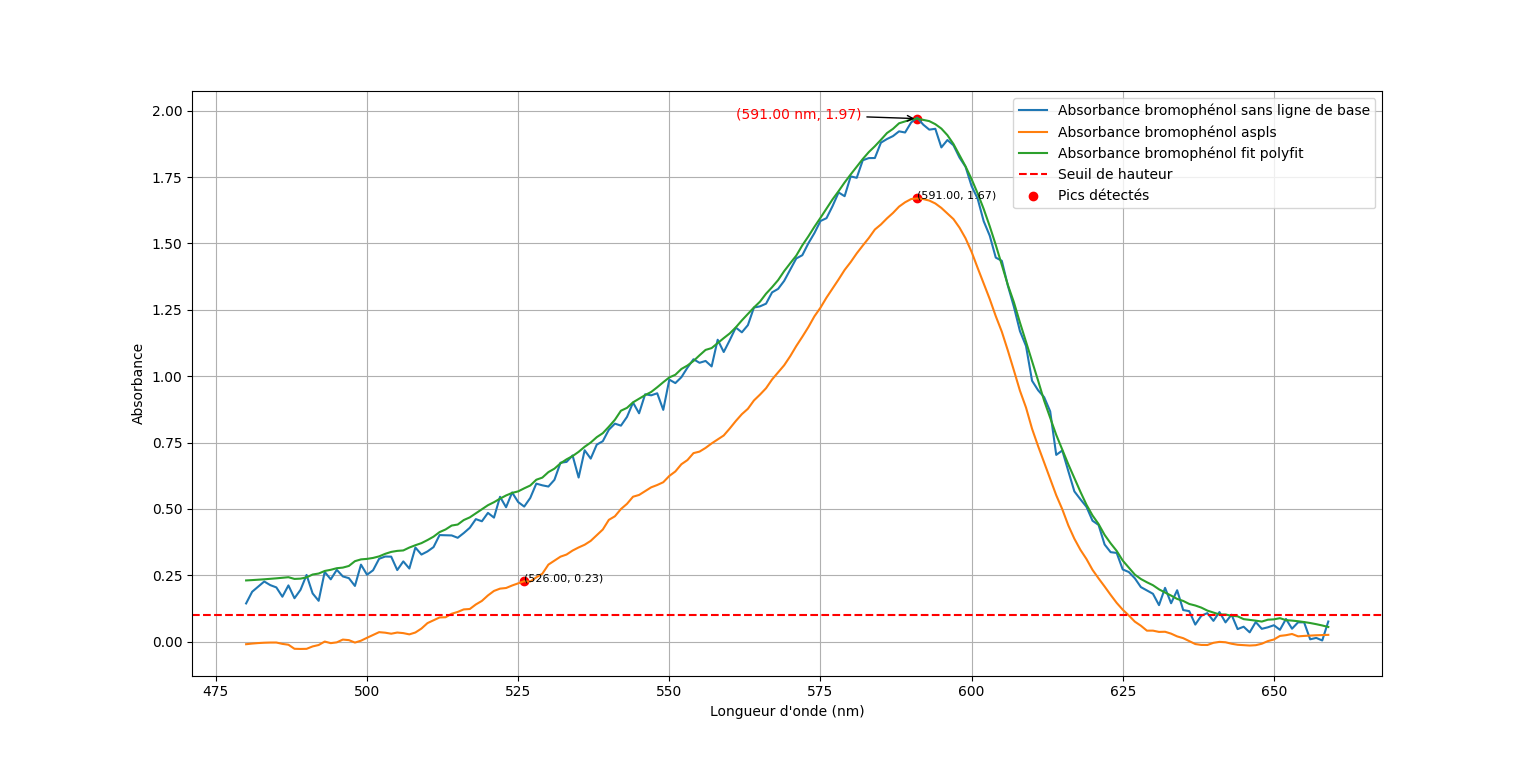 (591.00 nm, 1.97)
Absorbance bromophénol sans ligne de base
Absorbance bromophénol aspls
Absorbance bromophénol fit polyfit
Seuil de hauteur
Pics détectés
(591.00, 1.67)
(526.00, 0.23)
2.00
1.75
1.50
1.25
1.00
0.75
0.50
0.25
0.00
Absorbance
475 500 525 550 575 600 625 650
Longueur d'onde (nm)